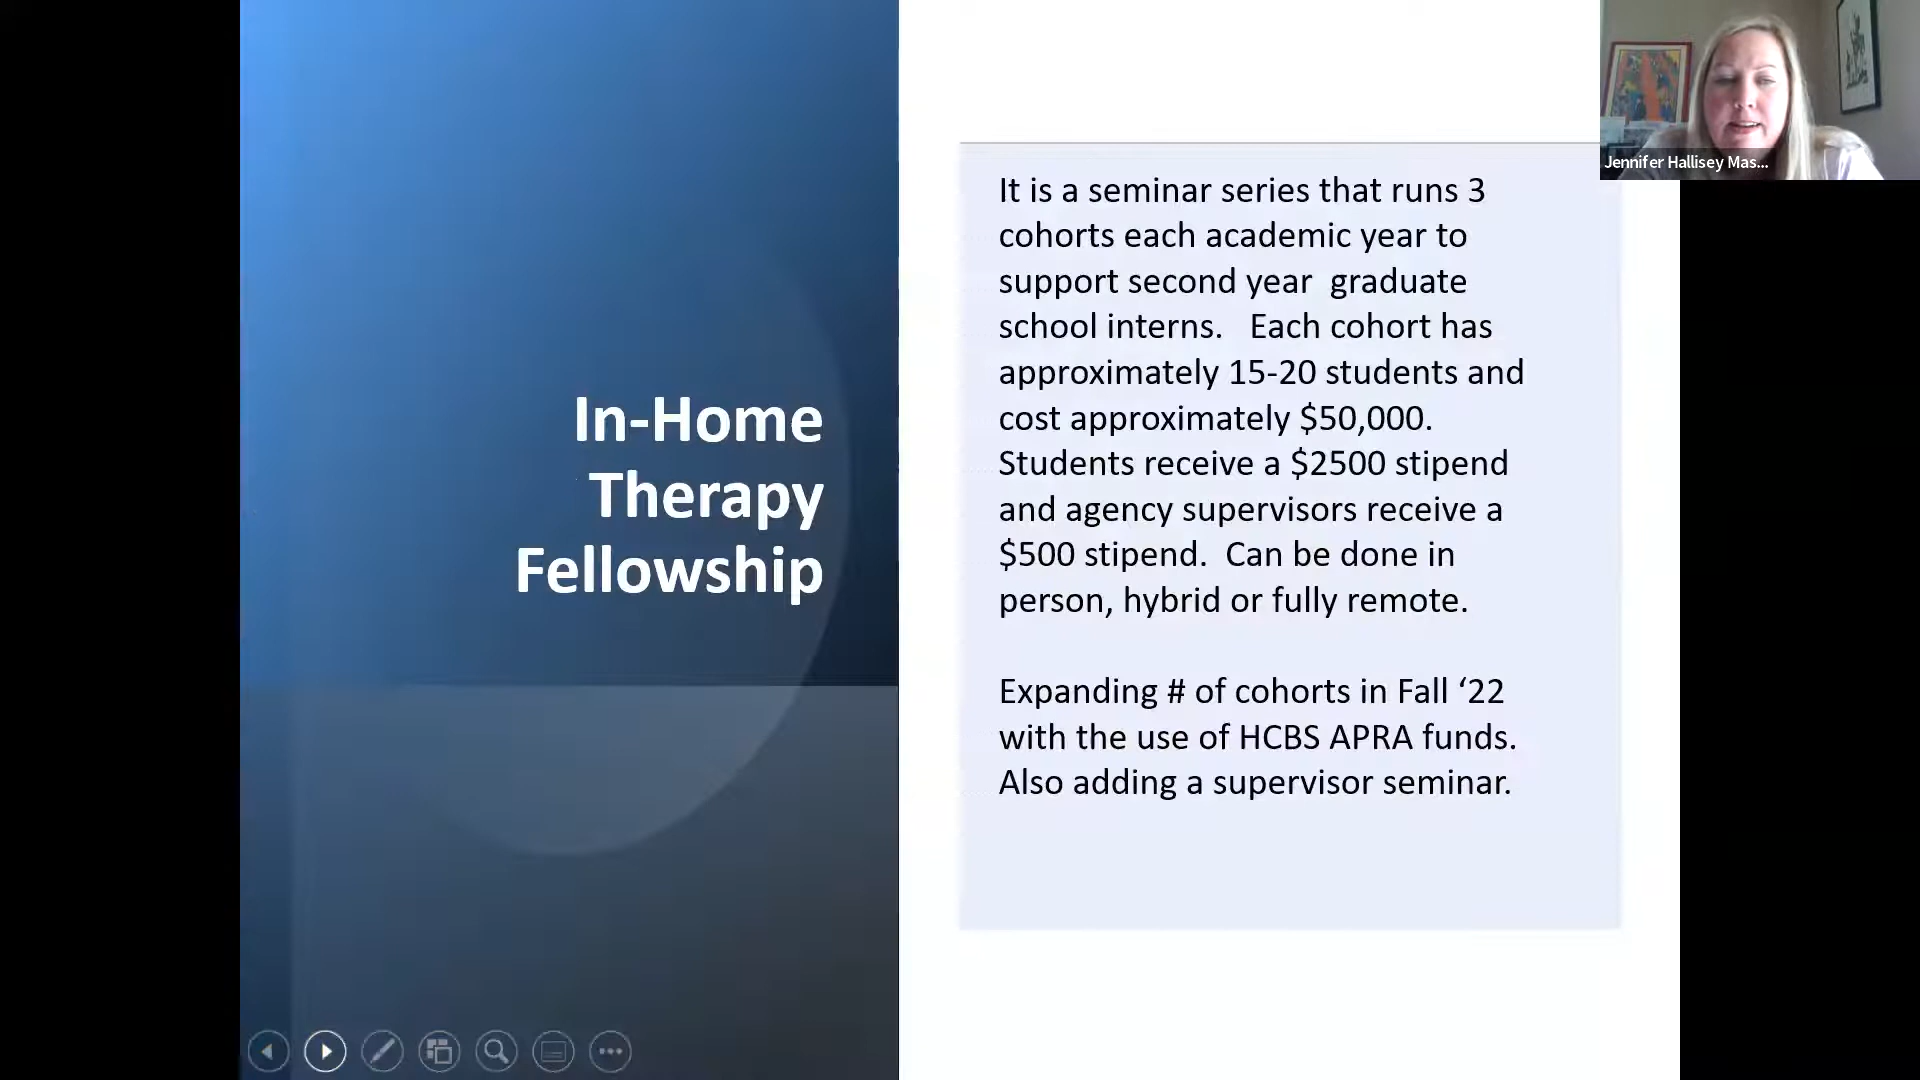 In-Home
Therapy
Fellowship
It is a seminar series that runs 3
cohorts each academic year to
support second year  graduate
school interns.   Each cohort has
approximately 15-20 students and
cost approximately $50,000.
Students receive a $2500 stipend
and agency supervisors receive a
$500 stipend.  Can be done in
person, hybrid or fully remote.
Expanding # of cohorts in Fall ‘22
with the use of HCBS APRA funds.
Also adding a supervisor seminar.
Jennifer Hallisey Mas...